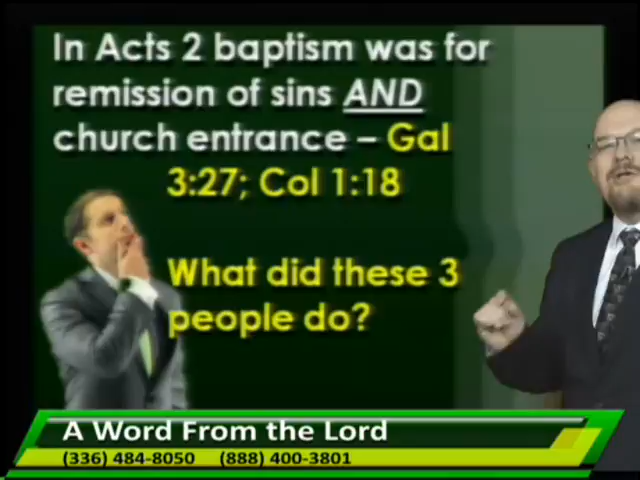 In Acts 2 baptism was for
remission of sins AND
church entrance – Gal
3:27; Col 1:18
What did these 3
people do?
A Word From the Lord
(336) 484-8050 (888) 400-3801